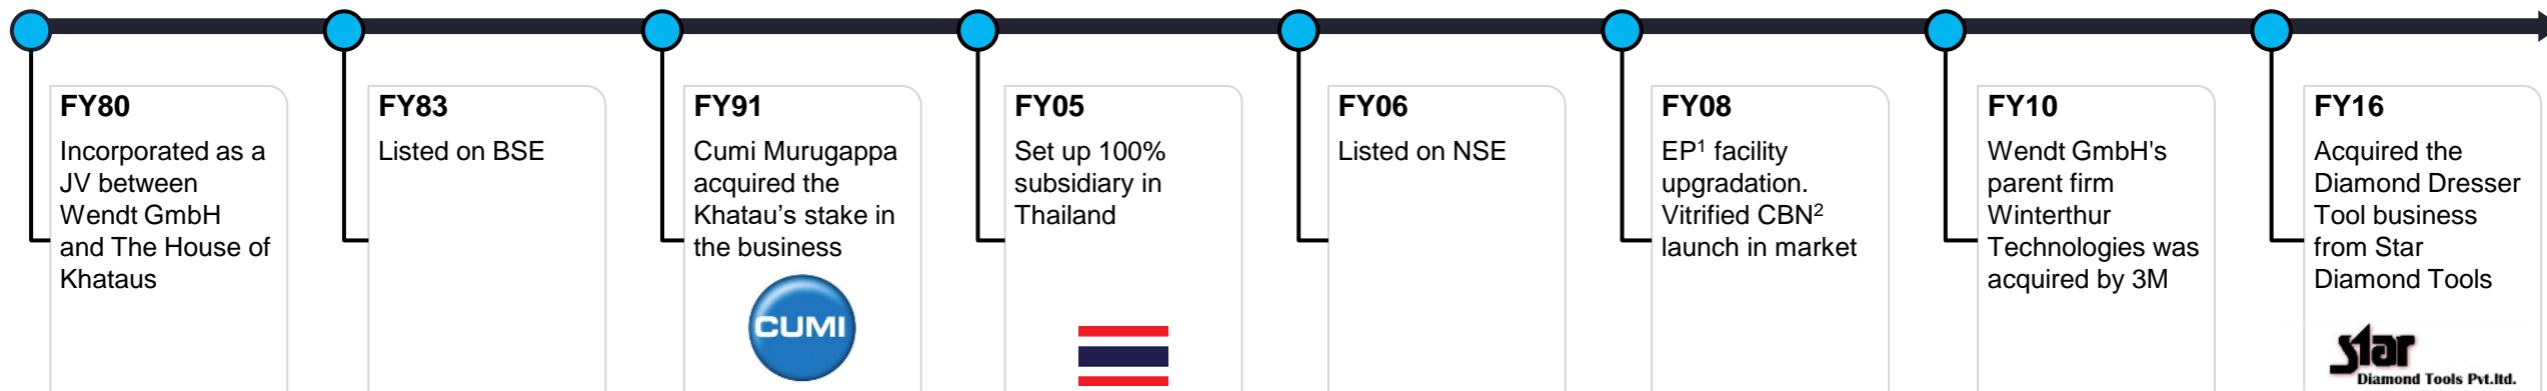 FY80
Incorporated as a
JV between
Wendt GmbH
and The House of
Khataus
FY83
Listed on BSE
FY91
Cumi Murugappa
acquired the
Khatau’s stake in
the business
CUMI
FY05
Set up 100%
subsidiary in
Thailand
FY06
Listed on NSE
FY08
EP¹ facility
upgradation.
Vitrified CBN²
launch in market
FY10
Wendt GmbH's
parent firm
Winterthur
Technologies was
acquired by 3M
FY16
Acquired the
Diamond Dresser
Tool business
from Star
Diamond Tools
Star
Diamond Tools Pvt.ltd.